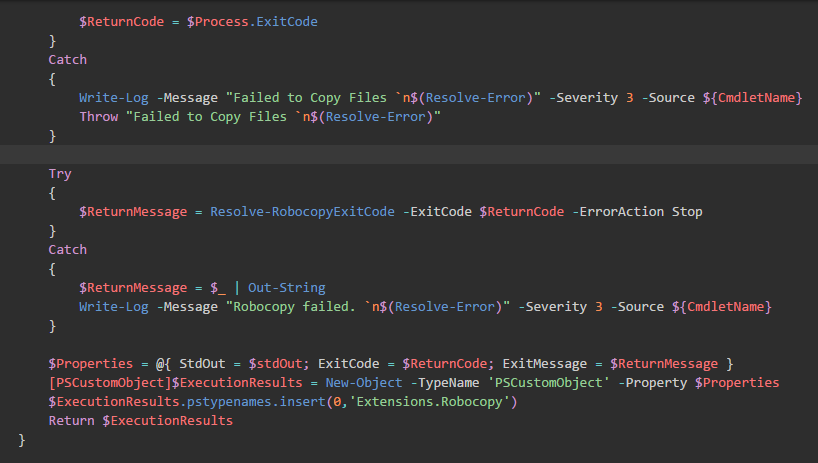 $ReturnCode = $Process.ExitCode
}
Catch
{
Write-Log -Message "Failed to Copy Files `n$(Resolve-Error)" -Severity 3 -Source ${CmdletName}
Throw "Failed to Copy Files `n$(Resolve-Error)"
}
Try
{
$ReturnMessage = Resolve-RobocopyExitCode -ExitCode $ReturnCode -ErrorAction Stop
}
Catch
{
$ReturnMessage = $_ | Out-String
Write-Log -Message "Robocopy failed. `n$(Resolve-Error)" -Severity 3 -Source ${CmdletName}
}
$Properties = @{ StdOut = $stdOut; ExitCode = $ReturnCode; ExitMessage = $ReturnMessage }
[PSCustomObject]$ExecutionResults = New-Object -TypeName 'PSCustomObject' -Property $Properties
$ExecutionResults.pstypenames.insert(0,'Extensions.Robocopy')
Return $ExecutionResults
}